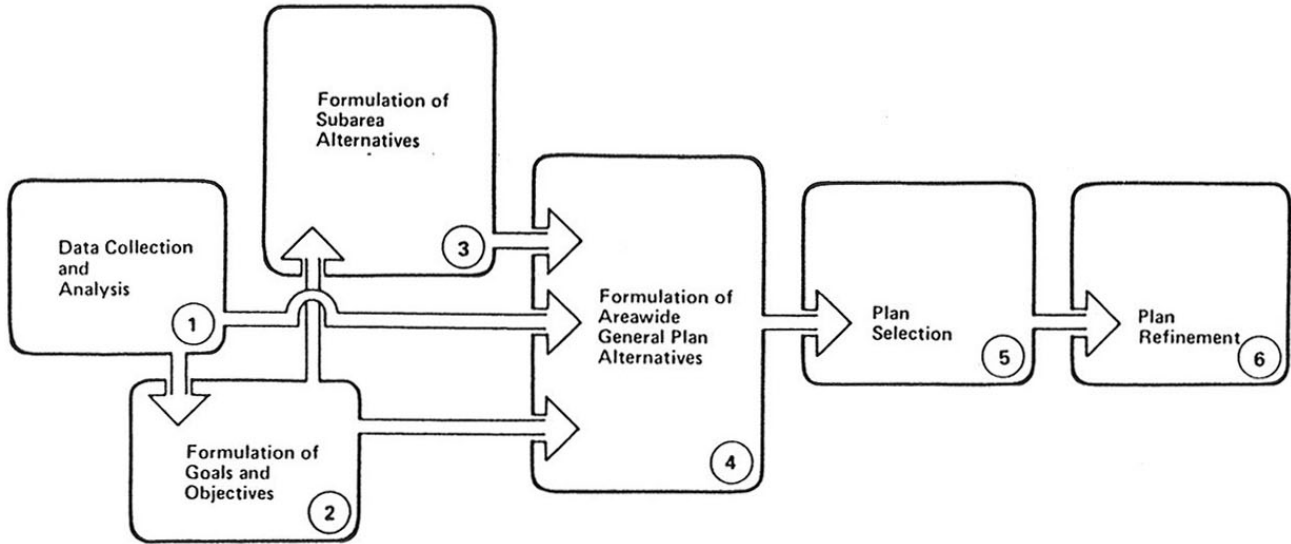 Data Collection
and
Analysis
1
Formulation of
Goals and
Objectives
2
Formulation of
Subarea
Alternatives
3
Formulation of
Areawide
General Plan
Alternatives
4
Plan
Selection
5
Plan
Refinement
6